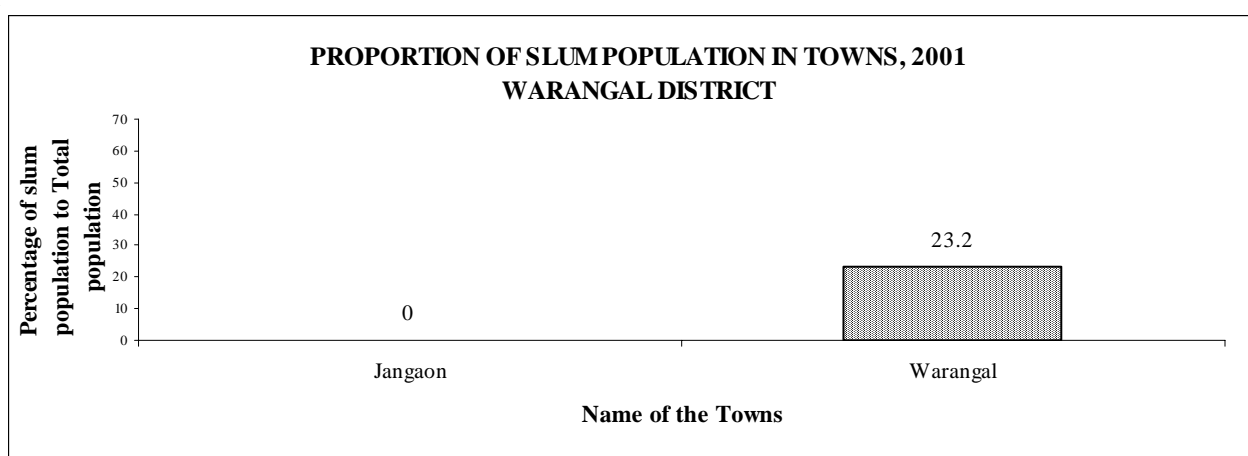 PROPORTION OF SLUM POPULATION IN TOWNS, 2001
WARANGAL DISTRICT
Percentage of slum
population to Total
population
70
60
50
40
30
20
10
0
0
23.2
Jangaon
Warangal
Name of the Towns